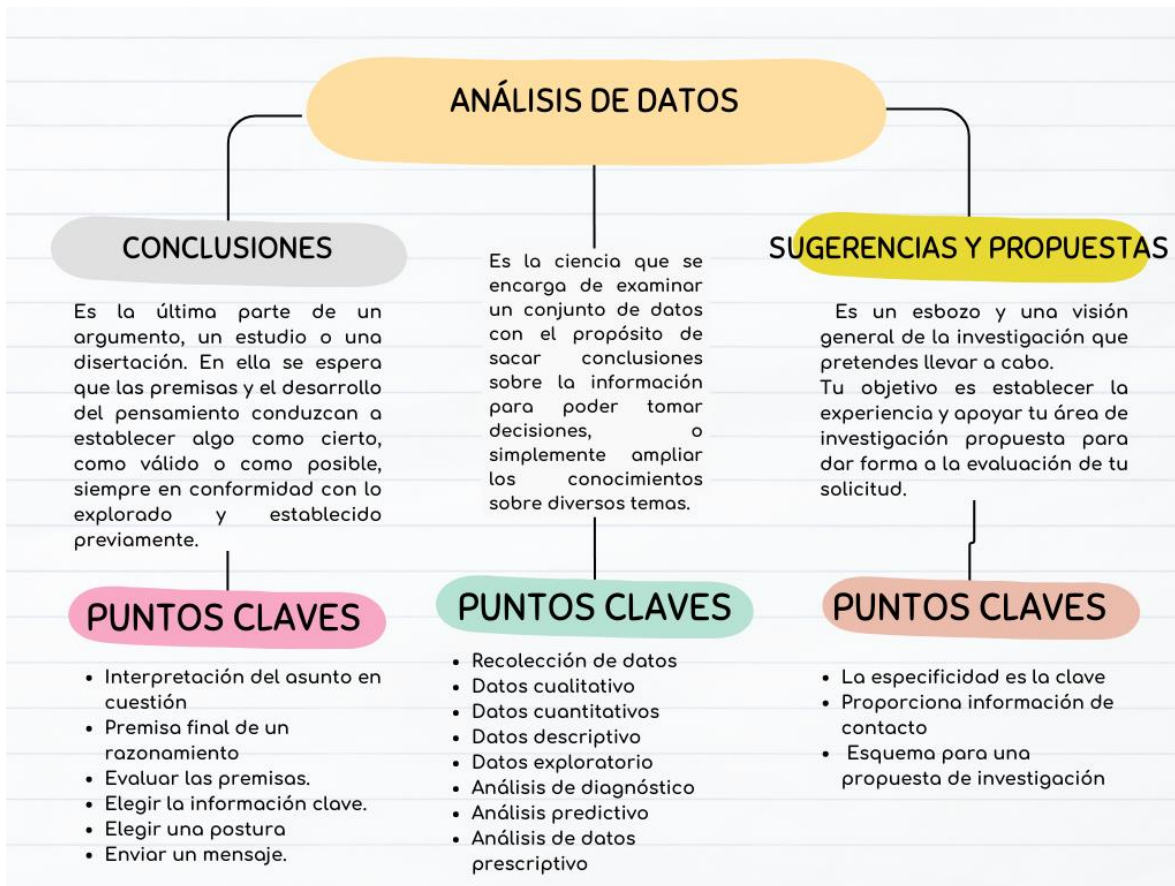 ANÁLISIS DE DATOS
CONCLUSIONES
Es la última parte de un
argumento, un estudio o una
disertación. En ella se espera
que las premisas y el desarrollo
del pensamiento conduzcan a
establecer algo como cierto,
como válido o como posible,
siempre en conformidad con lo
explorado y establecido
previamente.
PUNTOS CLAVES
• Interpretación del asunto en
cuestión
• Premisa final de un
razonamiento
• Evaluar las premisas.
• Elegir la información clave.
• Elegir una postura
• Enviar un mensaje.
Es la ciencia que se
encarga de examinar
un conjunto de datos
con el propósito de
sacar conclusiones
sobre la información
para poder tomar
decisiones, o
simplemente ampliar
los conocimientos
sobre diversos temas.
PUNTOS CLAVES
• Recolección de datos
• Datos cualitativo
• Datos cuantitativos
• Datos descriptivo
• Datos exploratorio
• Análisis de diagnóstico
• Análisis predictivo
• Análisis de datos
prescriptivo
SUGERENCIAS Y PROPUESTAS
Es un esbozo y una visión
general de la investigación que
pretendes llevar a cabo.
Tu objetivo es establecer la
experiencia y apoyar tu área de
investigación propuesta para
dar forma a la evaluación de tu
solicitud.
PUNTOS CLAVES
• La especificidad es la clave
• Proporciona información de
contacto
• Esquema para una
propuesta de investigación